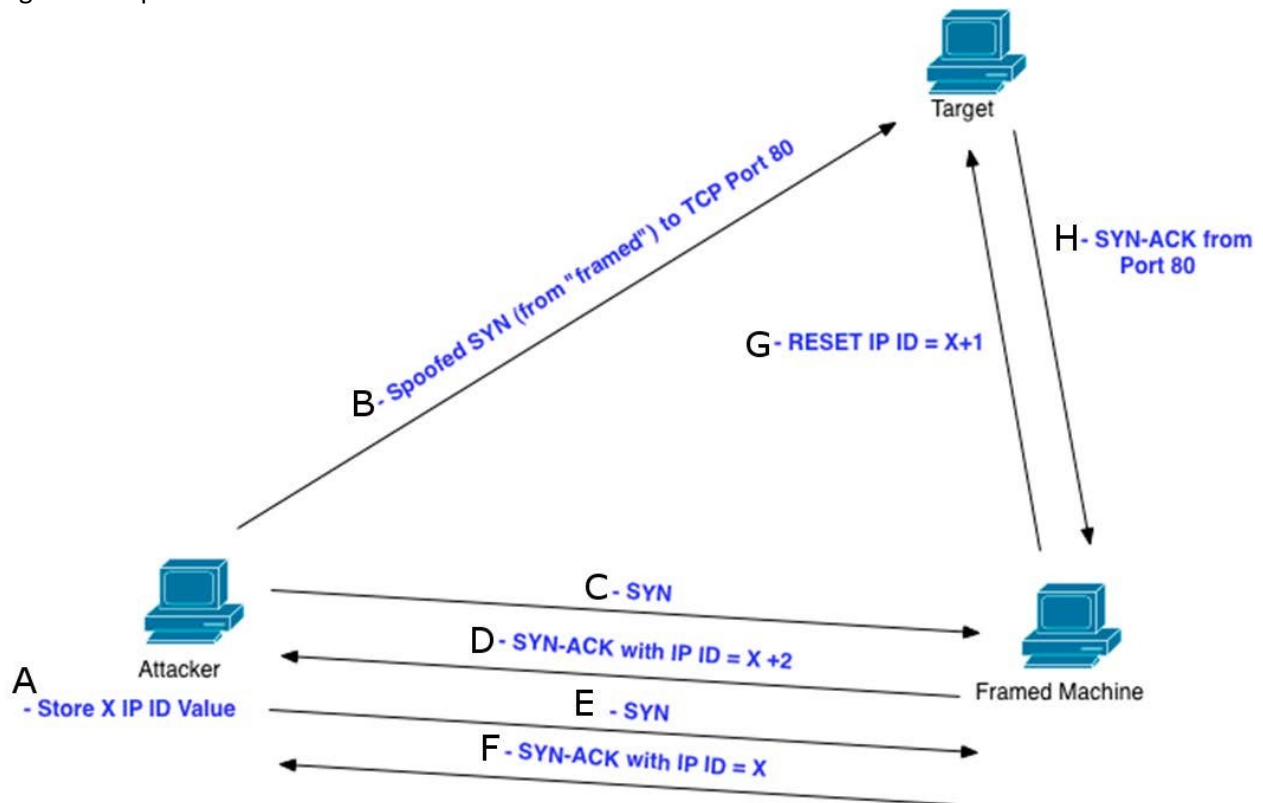 Target
B - Spoofed SYN (from "framed") to TCP Port 80
H - SYN-ACK from
Port 80
G - RESET IP ID = X+1
C - SYN
D - SYN-ACK with IP ID = X +2
Attacker
Framed Machine
A
- Store X IP ID Value
E - SYN
F - SYN-ACK with IP ID = X